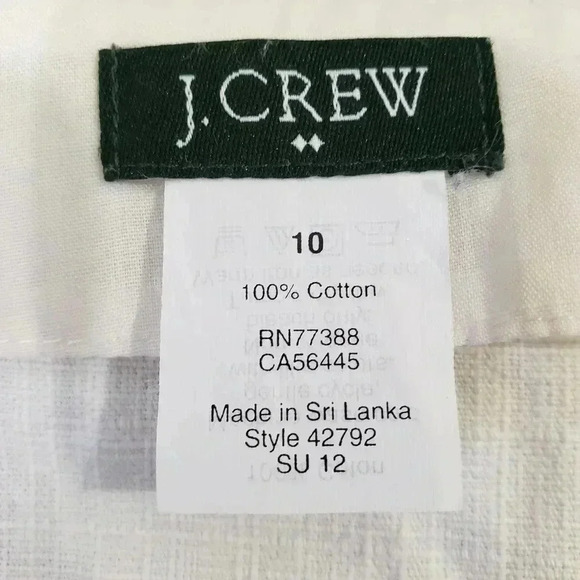 J.CREW
10
100% Cotton
RN77388
CA56445
Made in Sri Lanka
Style 42792
SU 12